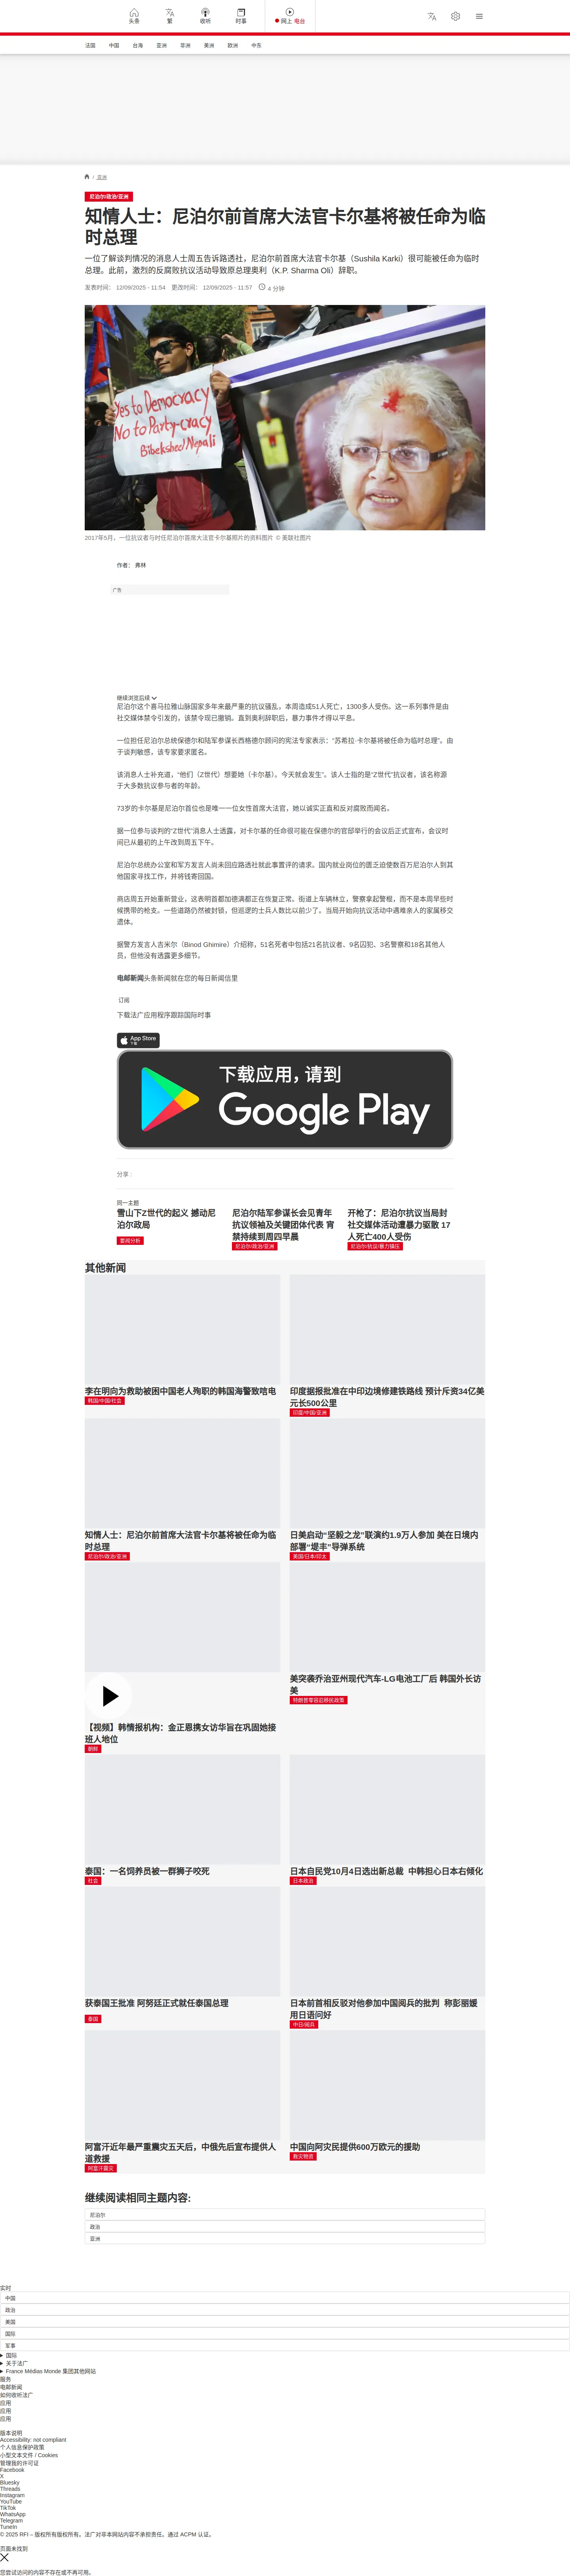 头条
繁
收听
时事
网上 电台
法国
中国
台海
亚洲
非洲
美洲
欧洲
中东
/ 亚洲
尼泊尔/政治/亚洲
知情人士：尼泊尔前首席大法官卡尔基将被任命为临
时总理
一位了解谈判情况的消息人士周五告诉路透社，尼泊尔前首席大法官卡尔基（Sushila Karki）很可能被任命为临时
总理。此前，激烈的反腐败抗议活动导致原总理奥利（K.P. Sharma Oli）辞职。
发表时间： 12/09/2025 - 11:54 更改时间： 12/09/2025 - 11:57 4 分钟
Yes to Democracy
No to Party-cracy
Bibeksheel Nepali
2017年5月，一位抗议者与时任尼泊尔首席大法官卡尔基照片的资料图片 © 美联社图片
作者： 弗林
广告
继续浏览后续
尼泊尔这个喜马拉雅山脉国家多年来最严重的抗议骚乱，本周造成51人死亡，1300多人受伤。这一系列事件是由
社交媒体禁令引发的，该禁令现已撤销。直到奥利辞职后，暴力事件才得以平息。
一位担任尼泊尔总统保德尔和陆军参谋长西格德尔顾问的宪法专家表示：“苏希拉·卡尔基将被任命为临时总理”。由
于谈判敏感，该专家要求匿名。
该消息人士补充道，“他们（Z世代）想要她（卡尔基）。今天就会发生”。该人士指的是“Z世代”抗议者，该名称源
于大多数抗议参与者的年龄。
73岁的卡尔基是尼泊尔首位也是唯一一位女性首席大法官，她以诚实正直和反对腐败而闻名。
据一位参与谈判的“Z世代”消息人士透露，对卡尔基的任命很可能在保德尔的官邸举行的会议后正式宣布，会议时
间已从最初的上午改到周五下午。
尼泊尔总统办公室和军方发言人尚未回应路透社就此事置评的请求。国内就业岗位的匮乏迫使数百万尼泊尔人到其
他国家寻找工作，并将钱寄回国。
商店周五开始重新营业，这表明首都加德满都正在恢复正常。街道上车辆林立，警察拿起警棍，而不是本周早些时
候携带的枪支。一些道路仍然被封锁，但巡逻的士兵人数比以前少了。当局开始向抗议活动中遇难亲人的家属移交
遗体。
据警方发言人吉米尔（Binod Ghimire）介绍称，51名死者中包括21名抗议者、9名囚犯、3名警察和18名其他人
员，但他没有透露更多细节。
电邮新闻头条新闻就在您的每日新闻信里
订阅
下载法广应用程序跟踪国际时事
App Store
下载
下载应用，请到
Google Play
分享 :
同一主题
雪山下Z世代的起义 撼动尼
泊尔政局
要闻分析
尼泊尔陆军参谋长会见青年
抗议领袖及关键团体代表 宵
禁持续到周四早晨
尼泊尔/政治/亚洲
开枪了：尼泊尔抗议当局封
社交媒体活动遭暴力驱散 17
人死亡400人受伤
尼泊尔/抗议/暴力镇压
其他新闻
李在明向为救助被困中国老人殉职的韩国海警致唁电
韩国/中国/社会
印度据报批准在中印边境修建铁路线 预计斥资34亿美
元长500公里
印度/中国/亚洲
知情人士：尼泊尔前首席大法官卡尔基将被任命为临
时总理
尼泊尔/政治/亚洲
日美启动“坚毅之龙”联演约1.9万人参加 美在日境内
部署“堤丰”导弹系统
美国/日本/印太
【视频】韩情报机构：金正恩携女访华旨在巩固她接
班人地位
朝鲜
美突袭乔治亚州现代汽车-LG电池工厂后 韩国外长访
美
特朗普零容忍移民政策
泰国：一名饲养员被一群狮子咬死
社会
日本自民党10月4日选出新总裁 中韩担心日本右倾化
日本政治
获泰国王批准 阿努廷正式就任泰国总理
泰国
日本前首相反驳对他参加中国阅兵的批判 称彭丽媛
用日语问好
中日/阅兵
阿富汗近年最严重震灾五天后，中俄先后宣布提供人
道救援
阿富汗震灾
中国向阿灾民提供600万欧元的援助
救灾物资
继续阅读相同主题内容:
尼泊尔
政治
亚洲
实时
中国
政治
美国
国际
军事
国际
关于法广
France Médias Monde 集团其他网站
服务
电邮新闻
如何收听法广
应用
应用
应用
版本说明
Accessibility: not compliant
个人信息保护政策
小型文本文件 / Cookies
管理我的许可证
Facebook
X
Bluesky
Threads
Instagram
YouTube
TikTok
WhatsApp
Telegram
TuneIn
© 2025 RFI – 版权所有版权所有。法广对非本网站内容不承担责任。通过 ACPM 认证。
页面未找到
您尝试访问的内容不存在或不再可用。